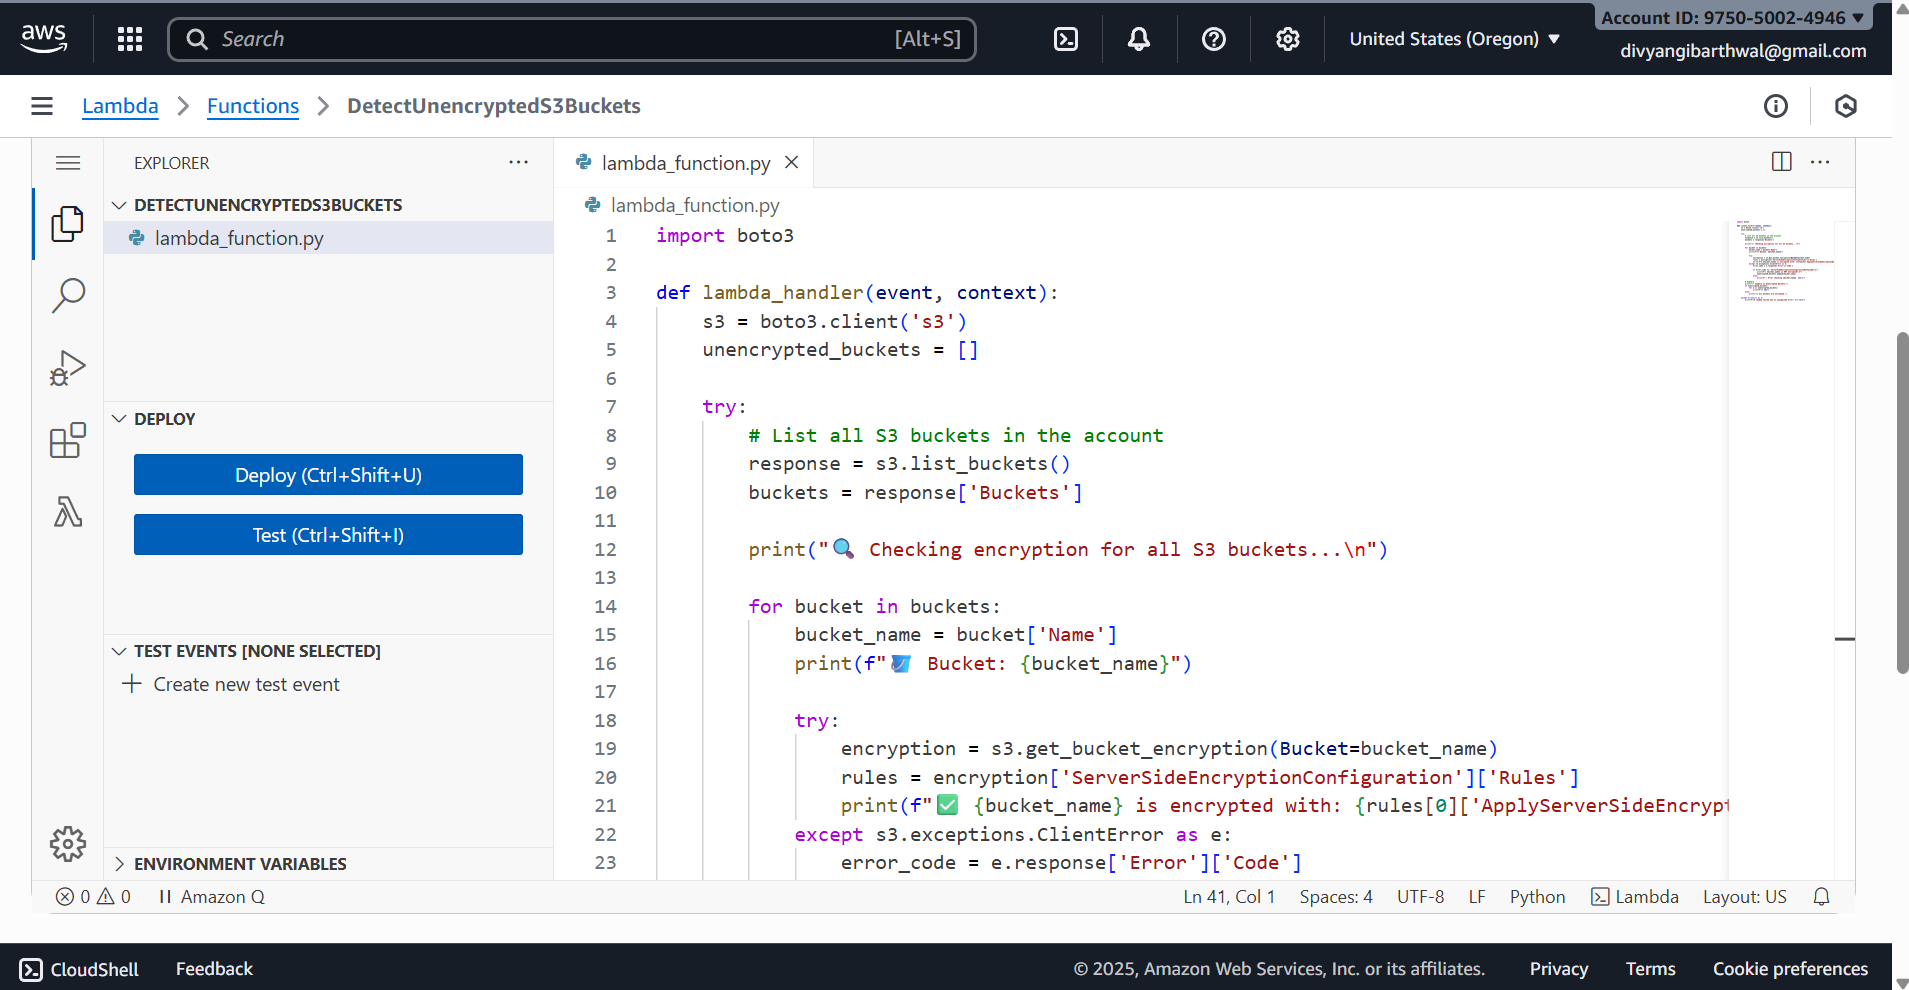 aws
Search
[Alt+S]
United States (Oregon)
Account ID: 9750-5002-4946
divyangibarthwal@gmail.com
Lambda
Functions
DetectUnencryptedS3Buckets
EXPLORER
DETECTUNENCRYPTEDS3BUCKETS
lambda_function.py
DEPLOY
Deploy (Ctrl+Shift+U)
Test (Ctrl+Shift+I)
TEST EVENTS [NONE SELECTED]
Create new test event
ENVIRONMENT VARIABLES
lambda_function.py
lambda_function.py
1 import boto3
2
3 def lambda_handler(event, context):
4 s3 = boto3.client('s3')
5 unencrypted_buckets = []
6
7 try:
8 # List all S3 buckets in the account
9 response = s3.list_buckets()
10 buckets = response['Buckets']
11
12 print("🔍 Checking encryption for all S3 buckets...\n")
13
14 for bucket in buckets:
15 bucket_name = bucket['Name']
16 print(f"🪣 Bucket: {bucket_name}")
17
18 try:
19 encryption = s3.get_bucket_encryption(Bucket=bucket_name)
20 rules = encryption['ServerSideEncryptionConfiguration']['Rules']
21 print(f"✅ {bucket_name} is encrypted with: {rules[0]['ApplyServerSideEncrypt
22 except s3.exceptions.ClientError as e:
23 error_code = e.response['Error']['Code']
0 0 Amazon Q
Ln 41, Col 1 Spaces: 4 UTF-8 LF Python Lambda Layout: US
CloudShell Feedback
© 2025, Amazon Web Services, Inc. or its affiliates. Privacy Terms Cookie preferences